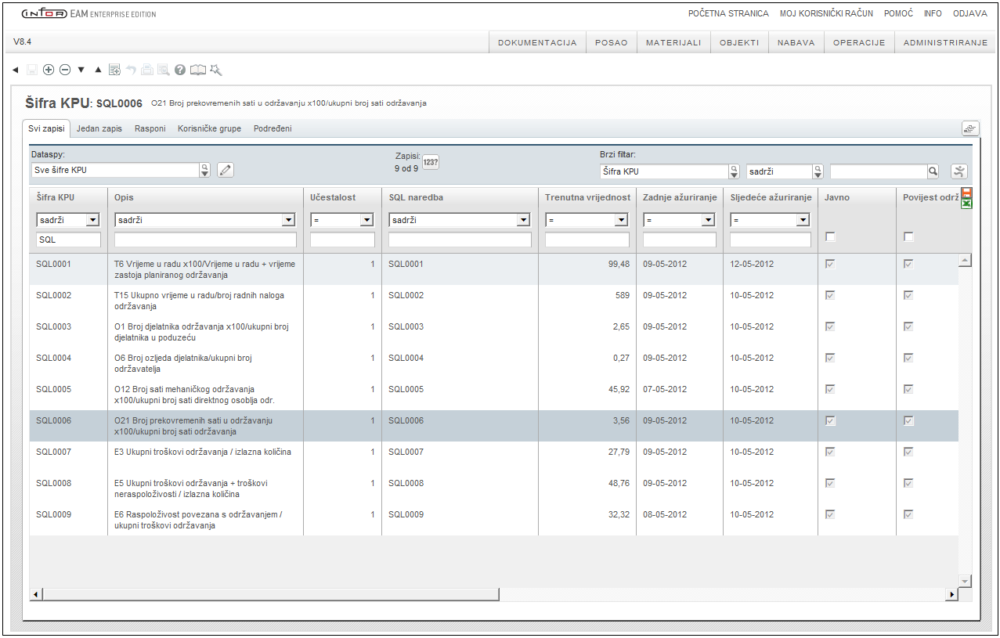 infor EAM ENTERPRISE EDITION
POČETNA STRANICA MOJ KORISNIČKI RAČUN POMOĆ INFO ODJAVA
V8.4
DOKUMENTACIJA POSAO MATERIJALI OBJEKTI NABAVA OPERACIJE ADMINISTRIRANJE
Šifra KPU: SQL0006 O21 Broj prekovremenih sati u održavanju x100/ukupni broj sati održavanja
Svi zapisi Jedan zapis Rasponi Korisničke grupe Podređeni
Dataspy: Zapisi: 123? Brzi filtar:
Sve šifre KPU 9 od 9 Šifra KPU sadrži
Šifra KPU Opis Učestalost SQL naredba Trenutna vrijednost Zadnje ažuriranje Sljedeće ažuriranje Javno Povijest održ
sadrži sadrži = sadrži = = =
SQL
SQL0001 T6 Vrijeme u radu x100/Vrijeme u radu + vrijeme 1 SQL0001 99,48 09-05-2012 12-05-2012
zastoja planiranog održavanja
SQL0002 T15 Ukupno vrijeme u radu/broj radnih naloga 1 SQL0002 589 09-05-2012 10-05-2012
održavanja
SQL0003 O1 Broj djelatnika održavanja x100/ukupni broj 1 SQL0003 2,65 09-05-2012 10-05-2012
djelatnika u poduzeću
SQL0004 O6 Broj ozljeda djelatnika/ukupni broj 1 SQL0004 0,27 09-05-2012 10-05-2012
održavatelja
SQL0005 O12 Broj sati mehaničkog održavanja 1 SQL0005 45,92 07-05-2012 10-05-2012
x100/ukupni broj sati direktnog osoblja odr.
SQL0006 O21 Broj prekovremenih sati u održavanju 1 SQL0006 3,56 09-05-2012 10-05-2012
x100/ukupni broj sati održavanja
SQL0007 E3 Ukupni troškovi održavanja / izlazna količina 1 SQL0007 27,79 09-05-2012 10-05-2012
SQL0008 E5 Ukupni troškovi održavanja + troškovi 1 SQL0008 48,76 09-05-2012 10-05-2012
neraspoloživosti / izlazna količina
SQL0009 E6 Raspoloživost povezana s održavanjem / 1 SQL0009 32,32 08-05-2012 10-05-2012
ukupni troškovi održavanja